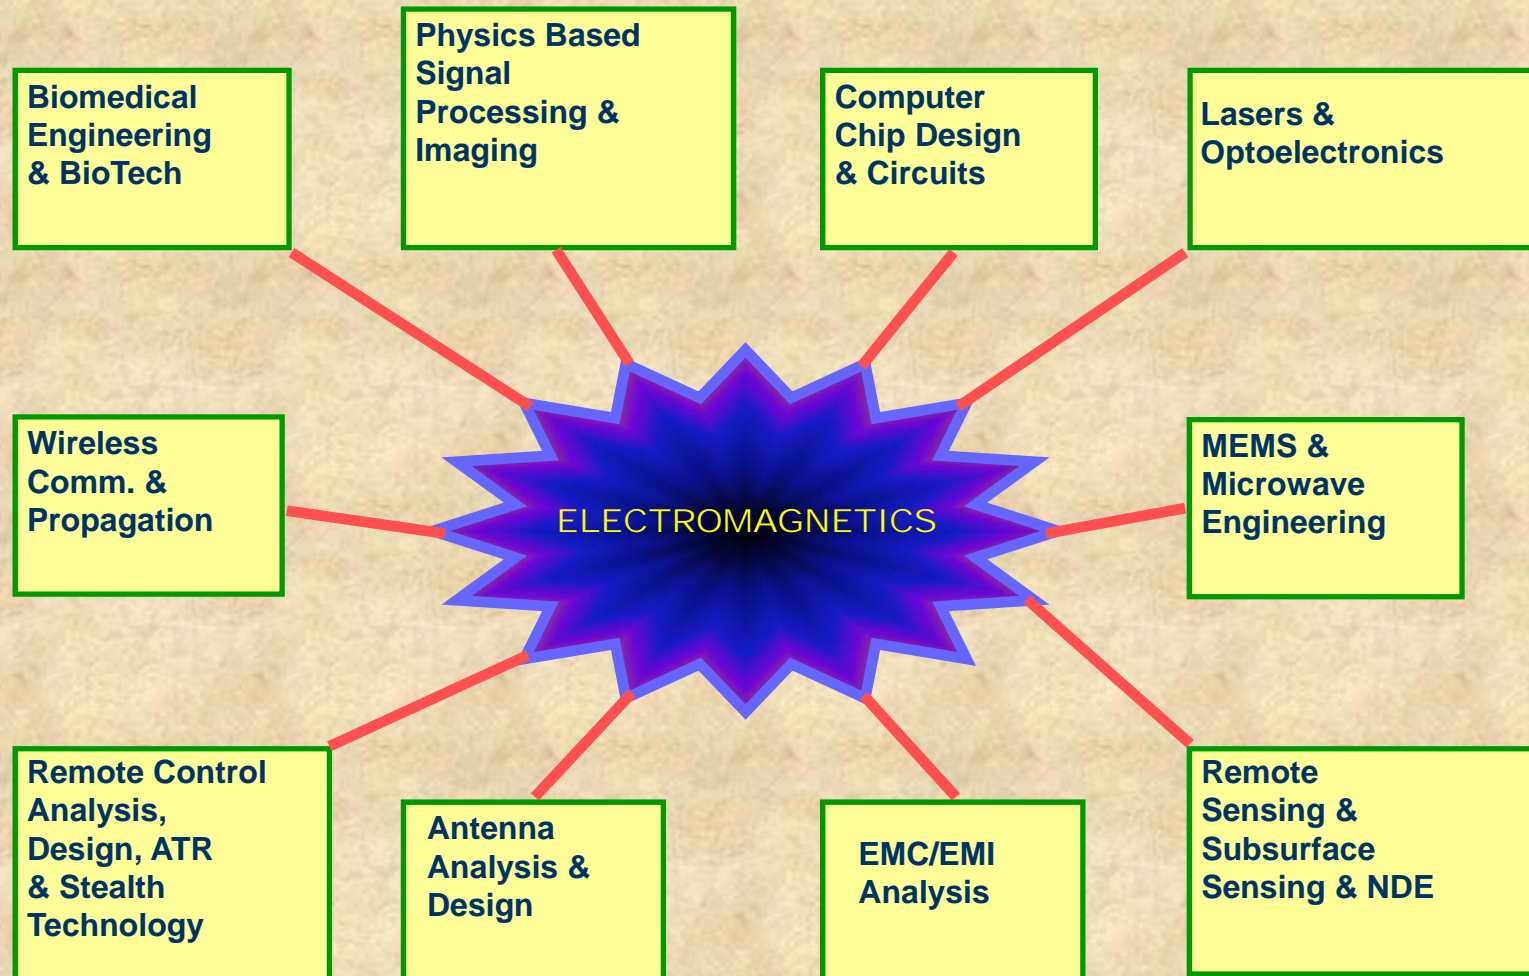 Biomedical
Engineering
& BioTech
Physics Based
Signal
Processing &
Imaging
Computer
Chip Design
& Circuits
Lasers &
Optoelectronics
Wireless
Comm. &
Propagation
ELECTROMAGNETICS
MEMS &
Microwave
Engineering
Remote Control
Analysis,
Design, ATR
& Stealth
Technology
Antenna
Analysis &
Design
EMC/EMI
Analysis
Remote
Sensing &
Subsurface
Sensing & NDE